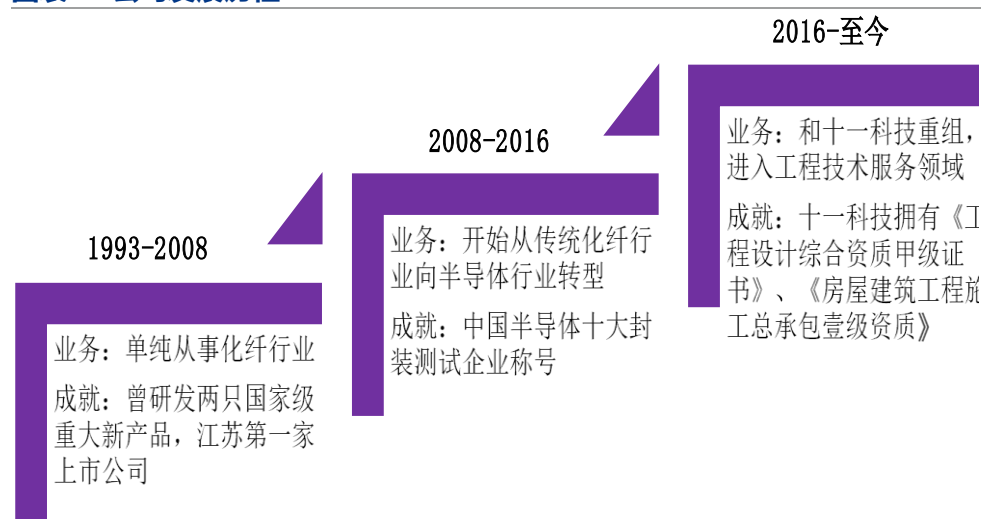 1993-2008
业务：单纯从事化纤行业
成就：曾研发两只国家级
重大新产品，江苏第一家
上市公司
2008-2016
业务：开始从传统化纤行
业向半导体行业转型
成就：中国半导体十大封
装测试企业称号
2016-至今
业务：和十一科技重组，
进入工程技术服务领域
成就：十一科技拥有《工
程设计综合资质甲级证
书》、《房屋建筑工程施
工总承包壹级资质》